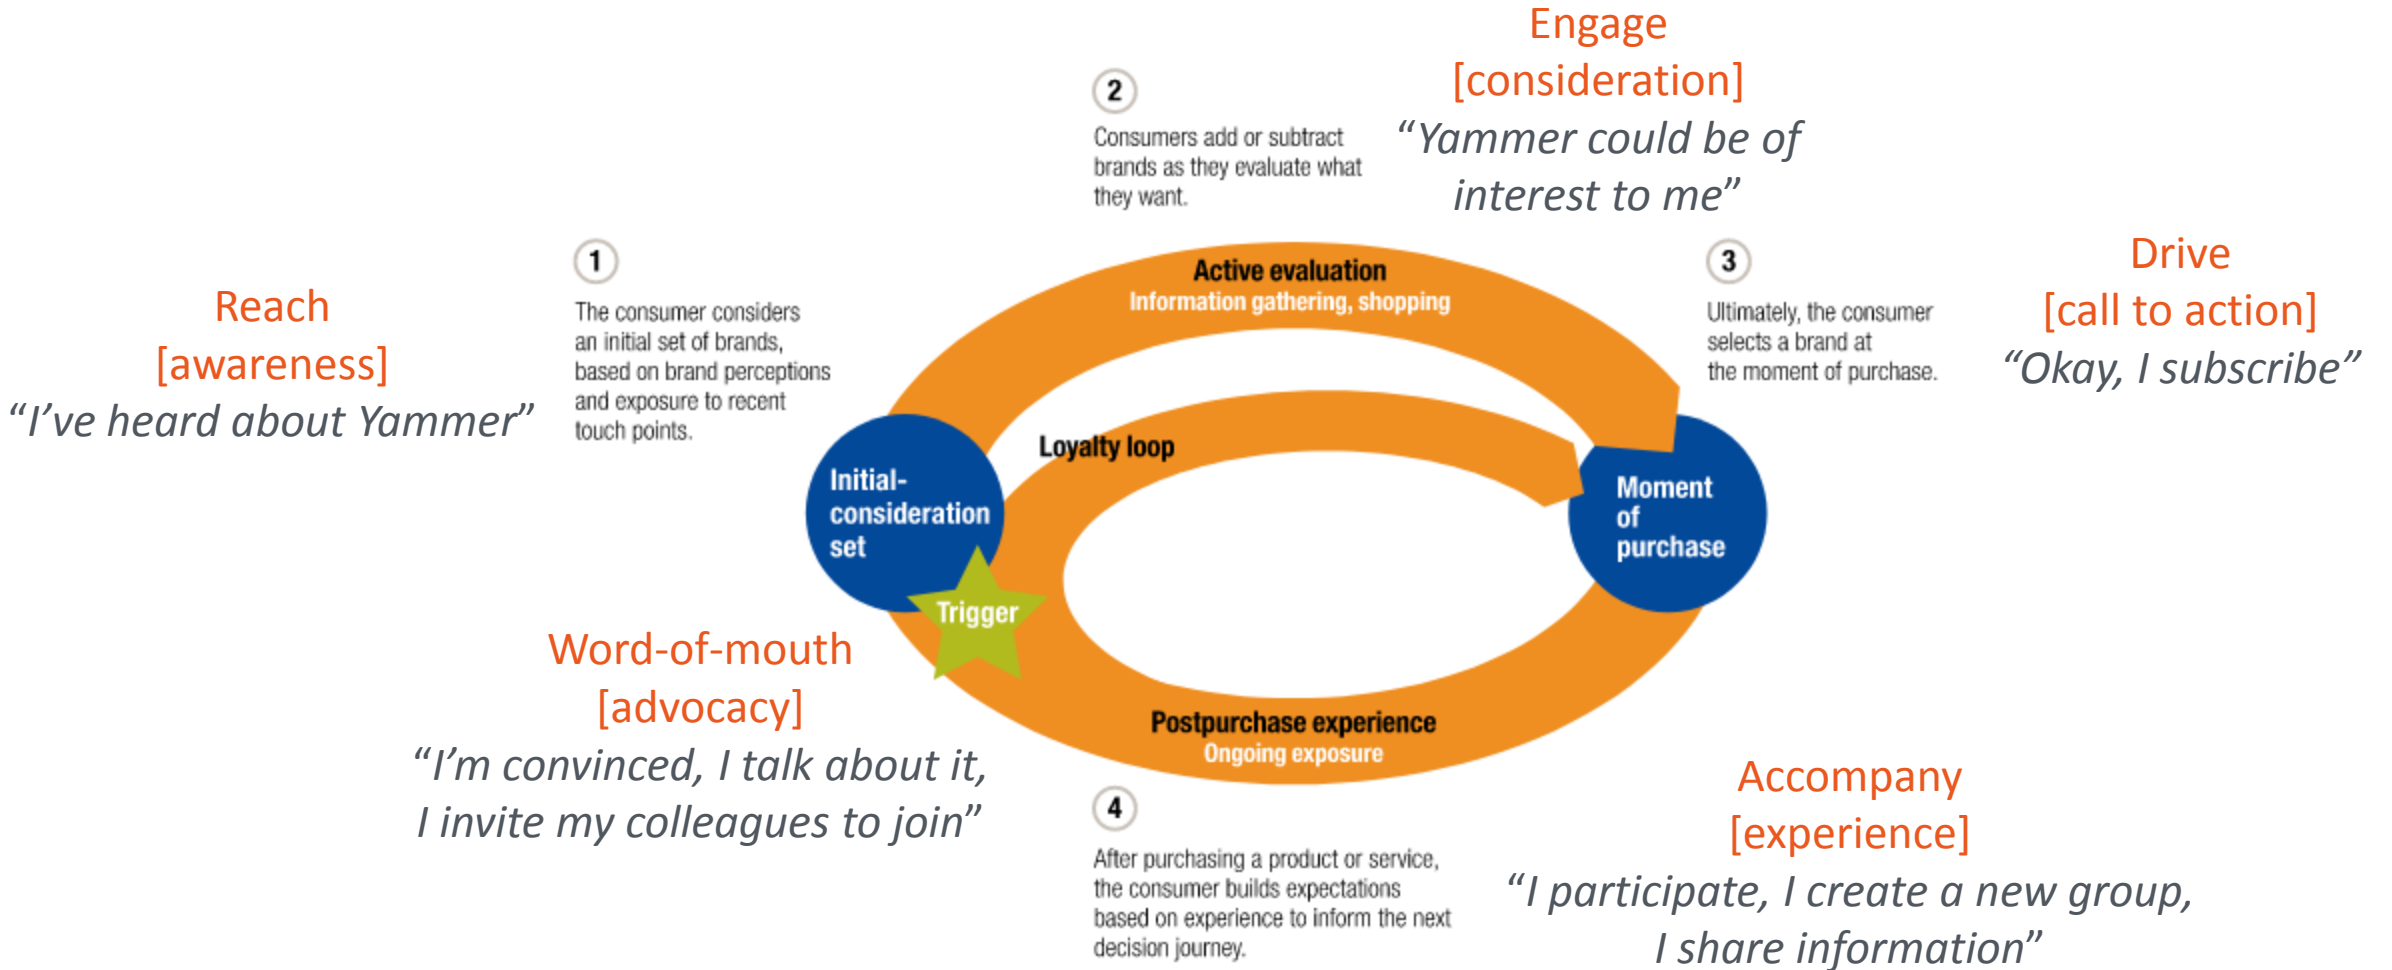 Engage
[consideration]
“Yammer could be of
interest to me”
2
Consumers add or subtract
brands as they evaluate what
they want.
Reach
[awareness]
“I’ve heard about Yammer”
1
The consumer considers
an initial set of brands,
based on brand perceptions
and exposure to recent
touch points.
Active evaluation
Information gathering, shopping
3
Ultimately, the consumer
selects a brand at
the moment of purchase.
Drive
[call to action]
“Okay, I subscribe”
Loyalty loop
Initial-
consideration
set
Moment
of
purchase
Trigger
Word-of-mouth
[advocacy]
“I’m convinced, I talk about it,
I invite my colleagues to join”
Postpurchase experience
Ongoing exposure
4
After purchasing a product or service,
the consumer builds expectations
based on experience to inform the next
decision journey.
Accompany
[experience]
“I participate, I create a new group,
I share information”